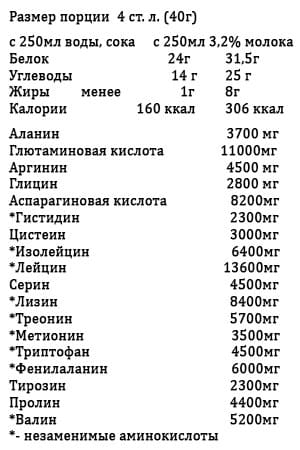 Размер порции 4 ст. л. (40г)
с 250мл воды, сока с 250мл 3,2% молока
Белок 24г 31,5г
Углеводы 14 г 25 г
Жиры менее 1г 8г
Калории 160 ккал 306 ккал
Аланин 3700 мг
Глютаминовая кислота 11000мг
Аргинин 4500 мг
Глицин 2800 мг
Аспарагиновая кислота 8200мг
*Гистидин 2300мг
Цистеин 3000мг
*Изолейцин 6400мг
*Лейцин 13600мг
Серин 4500мг
*Лизин 8400мг
*Треонин 5700мг
*Метионин 3500мг
*Триптофан 4500мг
*Фенилаланин 6000мг
Тирозин 2300мг
Пролин 4400мг
*Валин 5200мг
*- незаменимые аминокислоты